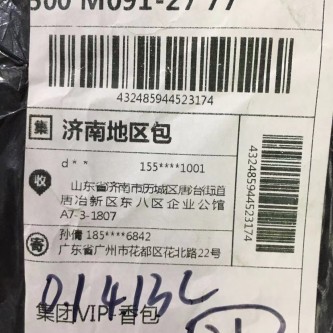 500 M091-27 77
432485944523174
集 济南地区包
432485944523174
d** 155****1001
收
山东省济南市历城区唐冶街道
唐冶新区东八区企业公馆
A7-3-1807
孙倩 185****6842
寄
广东省广州市花都区花北路22号
集团VIP-香包